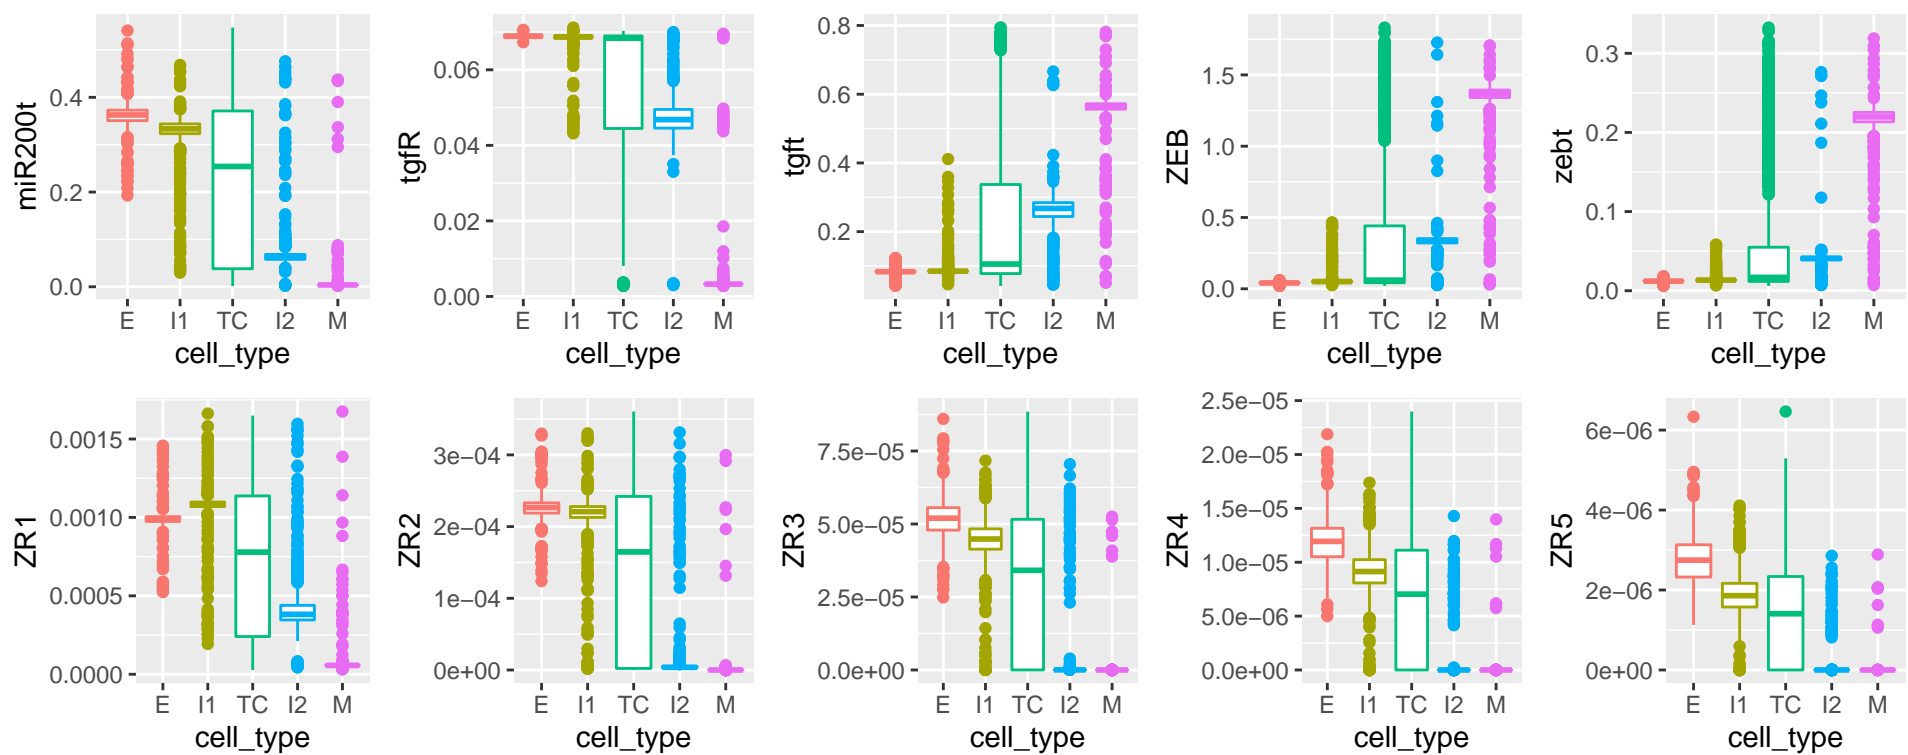 miR200t
0.4
0.2
0.0
E I1 TC I2 M
cell_type
tgfR
0.06
0.04
0.02
0.00
E I1 TC I2 M
cell_type
tgft
0.8
0.6
0.4
0.2
E I1 TC I2 M
cell_type
ZEB
1.5
1.0
0.5
0.0
E I1 TC I2 M
cell_type
zebt
0.3
0.2
0.1
0.0
E I1 TC I2 M
cell_type
ZR1
0.0015
0.0010
0.0005
0.0000
E I1 TC I2 M
cell_type
ZR2
3e−04
2e−04
1e−04
0e+00
E I1 TC I2 M
cell_type
ZR3
7.5e−05
5.0e−05
2.5e−05
0.0e+00
E I1 TC I2 M
cell_type
ZR4
2.5e−05
2.0e−05
1.5e−05
1.0e−05
5.0e−06
0.0e+00
E I1 TC I2 M
cell_type
ZR5
6e−06
4e−06
2e−06
0e+00
E I1 TC I2 M
cell_type